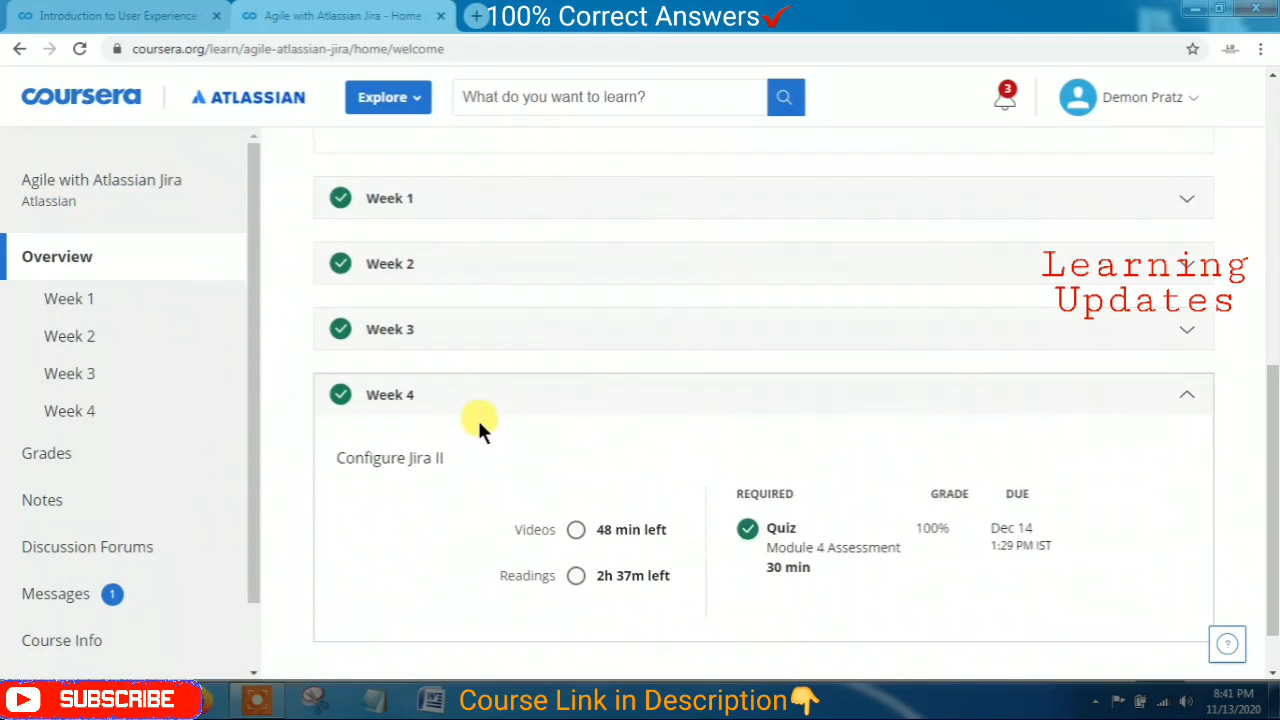 Introduction to User Experience
Agile with Atlassian Jira - Home
100% Correct Answers
coursera.org/learn/agile-atlassian-jira/home/welcome
coursera
ATLASSIAN
Explore
What do you want to learn?
3
Demon Pratz
Agile with Atlassian Jira
Atlassian
Overview
Week 1
Week 2
Week 3
Week 4
Grades
Notes
Discussion Forums
Messages 1
Course Info
Week 1
Week 2
Week 3
Week 4
Learning
Updates
Configure Jira II
Videos 48 min left
Readings 2h 37m left
REQUIRED GRADE DUE
Quiz 100% Dec 14
Module 4 Assessment 1:29 PM IST
30 min
SUBSCRIBE
Course Link in Description
8:41 PM
11/13/2020